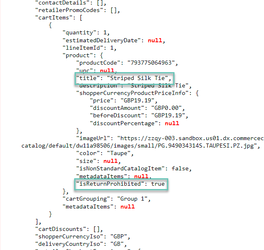 "contactDetails": [],
"retailerPromoCodes": [],
"cartItems": [
{
"quantity": 1,
"estimatedDeliveryDate": null,
"lineItemId": 1,
"product": {
"productCode": "793775064963",
"upc": null,
"title": "Striped Silk Tie",
"description": "Striped Silk Tie",
"shopperCurrencyProductPriceInfo": {
"price": "GBP19.19",
"discountAmount": "GBP0.00",
"beforeDiscount": "GBP19.19",
"discountPercentage": null
},
"imageUrl": "https://zzqy-003.sandbox.us01.dx.commercec
catalog/default/dw11a98506/images/small/PG.949034314S.TAUPESI.PZ.jpg",
"color": "Taupe",
"size": null,
"isNonStandardCatalogItem": false,
"metadataItems": null,
"isReturnProhibited": true
},
"cartGrouping": "Group 1",
"metadataItems": null
}
],
"cartDiscounts": [],
"shopperCurrencyIso": "GBP",
"deliveryCountryIso": "GB",